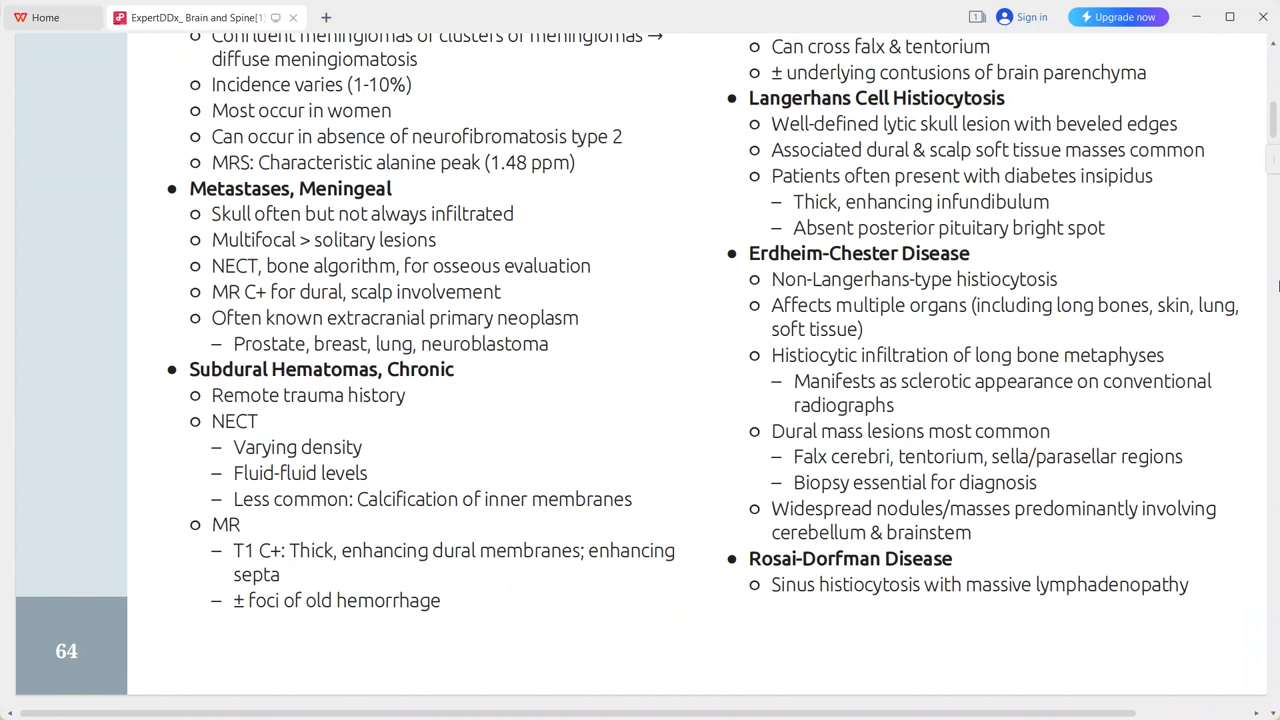 Home
ExpertDDx_ Brain and Spine[1]
1
Sign in
Upgrade now
Confluent meningiomas or clusters of meningiomas →
diffuse meningiomatosis
Incidence varies (1-10%)
Most occur in women
Can occur in absence of neurofibromatosis type 2
MRS: Characteristic alanine peak (1.48 ppm)
Metastases, Meningeal
Skull often but not always infiltrated
Multifocal > solitary lesions
NECT, bone algorithm, for osseous evaluation
MR C+ for dural, scalp involvement
Often known extracranial primary neoplasm
– Prostate, breast, lung, neuroblastoma
Subdural Hematomas, Chronic
Remote trauma history
NECT
– Varying density
– Fluid-fluid levels
– Less common: Calcification of inner membranes
MR
– T1 C+: Thick, enhancing dural membranes; enhancing
septa
– ± foci of old hemorrhage
Can cross falx & tentorium
± underlying contusions of brain parenchyma
Langerhans Cell Histiocytosis
Well-defined lytic skull lesion with beveled edges
Associated dural & scalp soft tissue masses common
Patients often present with diabetes insipidus
– Thick, enhancing infundibulum
– Absent posterior pituitary bright spot
Erdheim-Chester Disease
Non-Langerhans-type histiocytosis
Affects multiple organs (including long bones, skin, lung,
soft tissue)
Histiocytic infiltration of long bone metaphyses
– Manifests as sclerotic appearance on conventional
radiographs
Dural mass lesions most common
– Falx cerebri, tentorium, sella/parasellar regions
– Biopsy essential for diagnosis
Widespread nodules/masses predominantly involving
cerebellum & brainstem
Rosai-Dorfman Disease
Sinus histiocytosis with massive lymphadenopathy
64